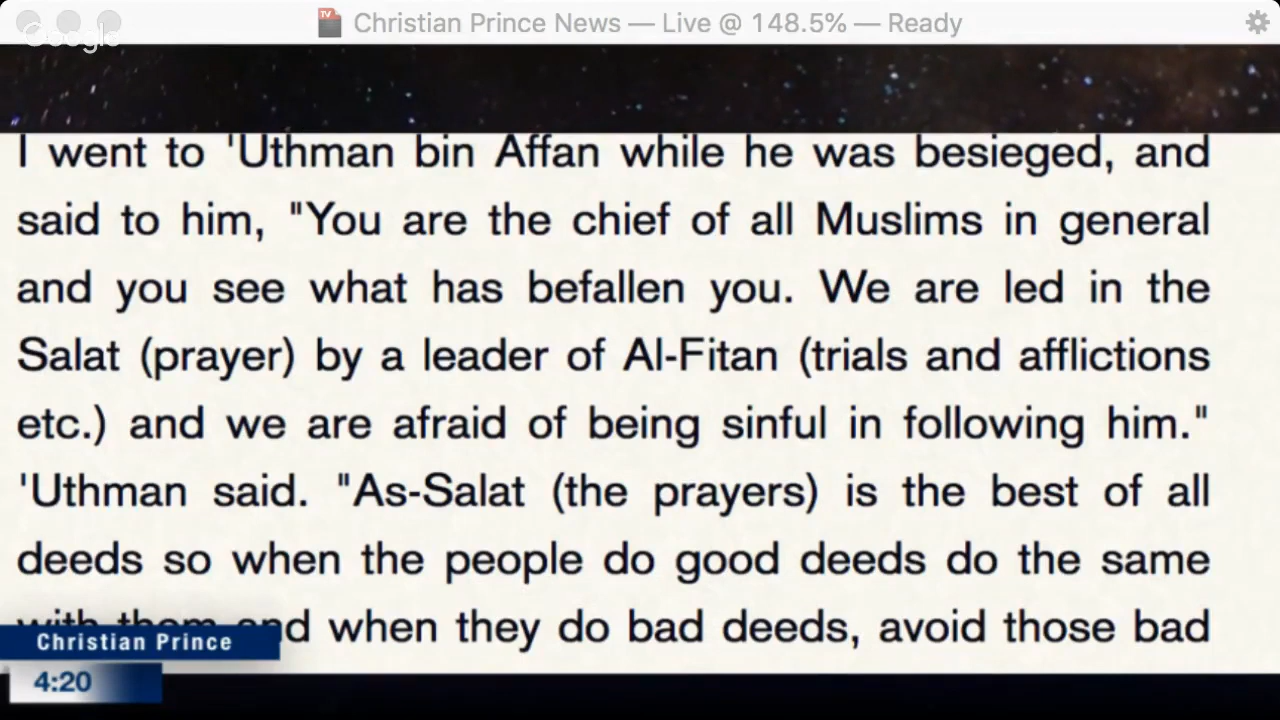 TV
Christian Prince News — Live @ 148.5% — Ready
Google
I went to 'Uthman bin Affan while he was besieged, and
said to him, "You are the chief of all Muslims in general
and you see what has befallen you. We are led in the
Salat (prayer) by a leader of Al-Fitan (trials and afflictions
etc.) and we are afraid of being sinful in following him."
'Uthman said. "As-Salat (the prayers) is the best of all
deeds so when the people do good deeds do the same
with them and when they do bad deeds, avoid those bad
Christian Prince
4:20